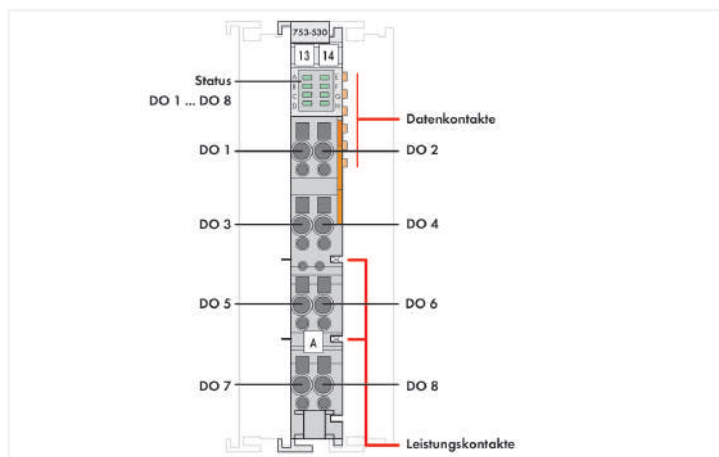 753-530
13 14
Status
A E
B F
C G
D H
DO 1 ... DO 8
Datenkontakte
DO 1 DO 2
DO 3 DO 4
DO 5 DO 6
A
DO 7 DO 8
Leistungskontakte